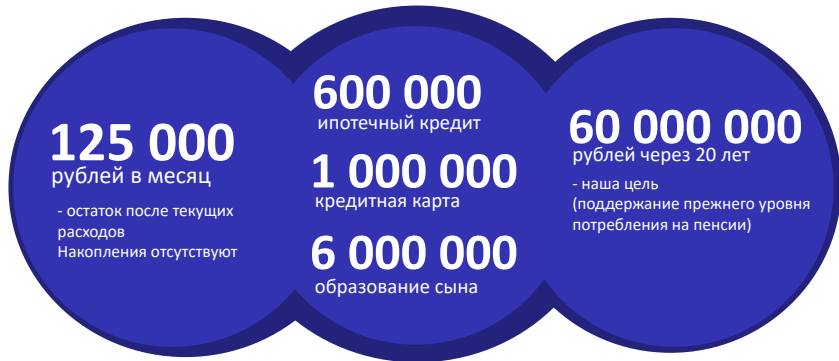 125 000
рублей в месяц
- остаток после текущих
расходов
Накопления отсутствуют
600 000
ипотечный кредит
1 000 000
кредитная карта
6 000 000
образование сына
60 000 000
рублей через 20 лет
- наша цель
(поддержание прежнего уровня
потребления на пенсии)